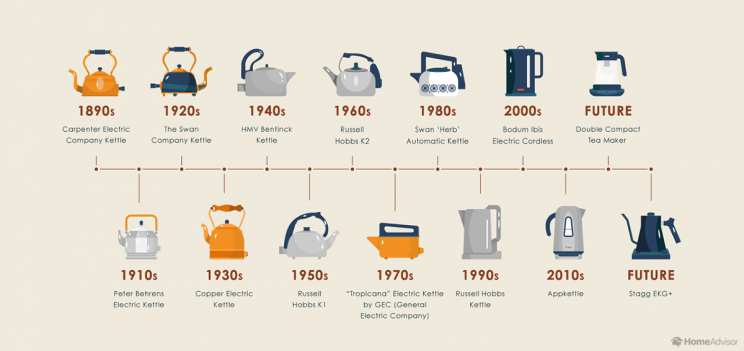 1890s
Carpenter Electric
Company Kettle
1920s
The Swan
Company Kettle
1940s
HMV Bentinck
Kettle
1960s
Russell
Hobbs K2
1980s
Swan ‘Herb’
Automatic Kettle
2000s
Bodum Ibis
Electric Cordless
FUTURE
Double Compact
Tea Maker
1910s
Peter Behrens
Electric Kettle
1930s
Copper Electric
Kettle
1950s
Russell
Hobbs K1
1970s
“Tropicana” Electric Kettle
by GEC (General
Electric Company)
1990s
Russell Hobbs
Kettle
2010s
Appkettle
FUTURE
Stagg EKG+
HomeAdvisor